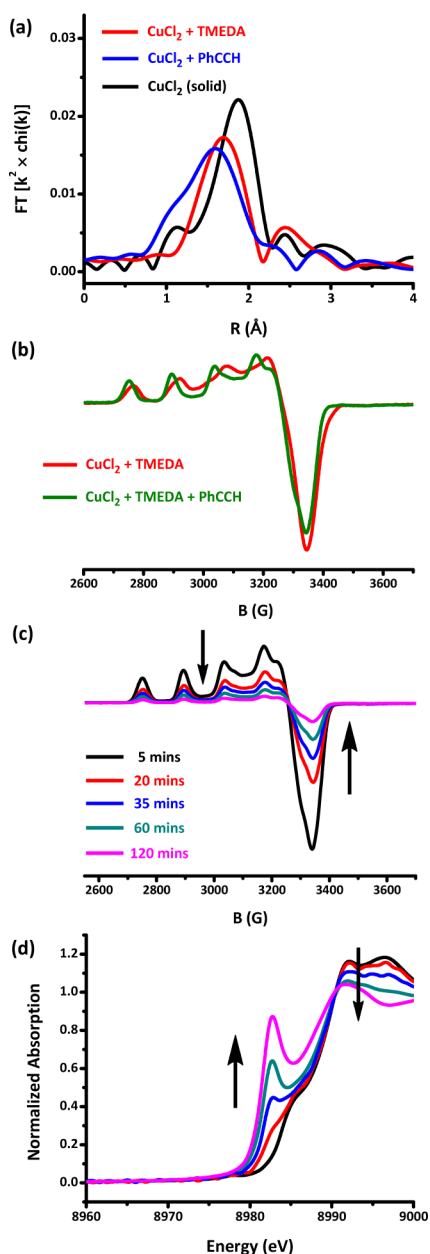 (a)
CuCl₂ + TMEDA
CuCl₂ + PhCCH
CuCl₂ (solid)
FT [k² × chi(k)]
0.03
0.02
0.01
0.00
0 1 2 3 4
R (Å)
(b)
CuCl₂ + TMEDA
CuCl₂ + TMEDA + PhCCH
2600 2800 3000 3200 3400 3600
B (G)
(c)
5 mins
20 mins
35 mins
60 mins
120 mins
2600 2800 3000 3200 3400 3600
B (G)
(d)
Normalized Absorption
1.2
1.0
0.8
0.6
0.4
0.2
0.0
8960 8970 8980 8990 9000
Energy (eV)